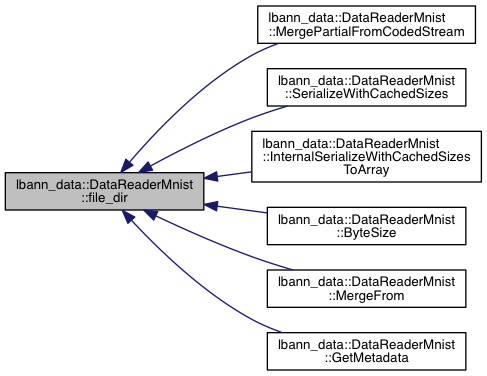 lbann_data::DataReaderMnist
::file_dir
lbann_data::DataReaderMnist
::MergePartialFromCodedStream
lbann_data::DataReaderMnist
::SerializeWithCachedSizes
lbann_data::DataReaderMnist
::InternalSerializeWithCachedSizes
ToArray
lbann_data::DataReaderMnist
::ByteSize
lbann_data::DataReaderMnist
::MergeFrom
lbann_data::DataReaderMnist
::GetMetadata